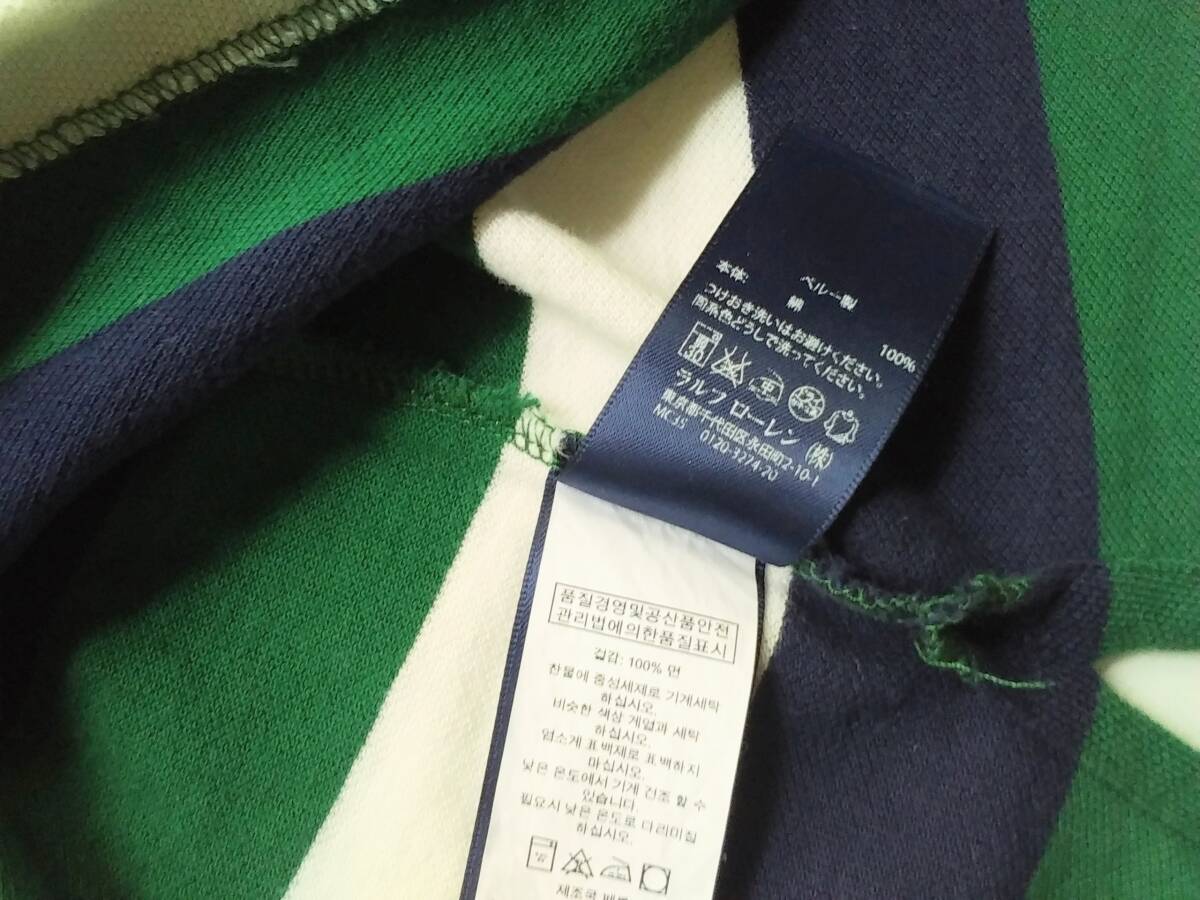 ペルー製
本体: 綿 100%
つけおき洗いはお避けください。
同系色どうしで洗ってください。
ラルフ ローレン (株)
東京都千代田区永田町2-10-1
MC35 0120-3274-20
품질경영및공산품안전
관리법에의한품질표시
겉감: 100% 면
찬물에 중성세제로 기계세탁
하십시오.
비슷한 색상 계열과 세탁
하십시오.
염소계 표백제로 표백하지
마십시오.
낮은 온도에서 기계 건조 할 수
있습니다.
필요시 낮은 온도로 다리미질
하십시오.
제조국